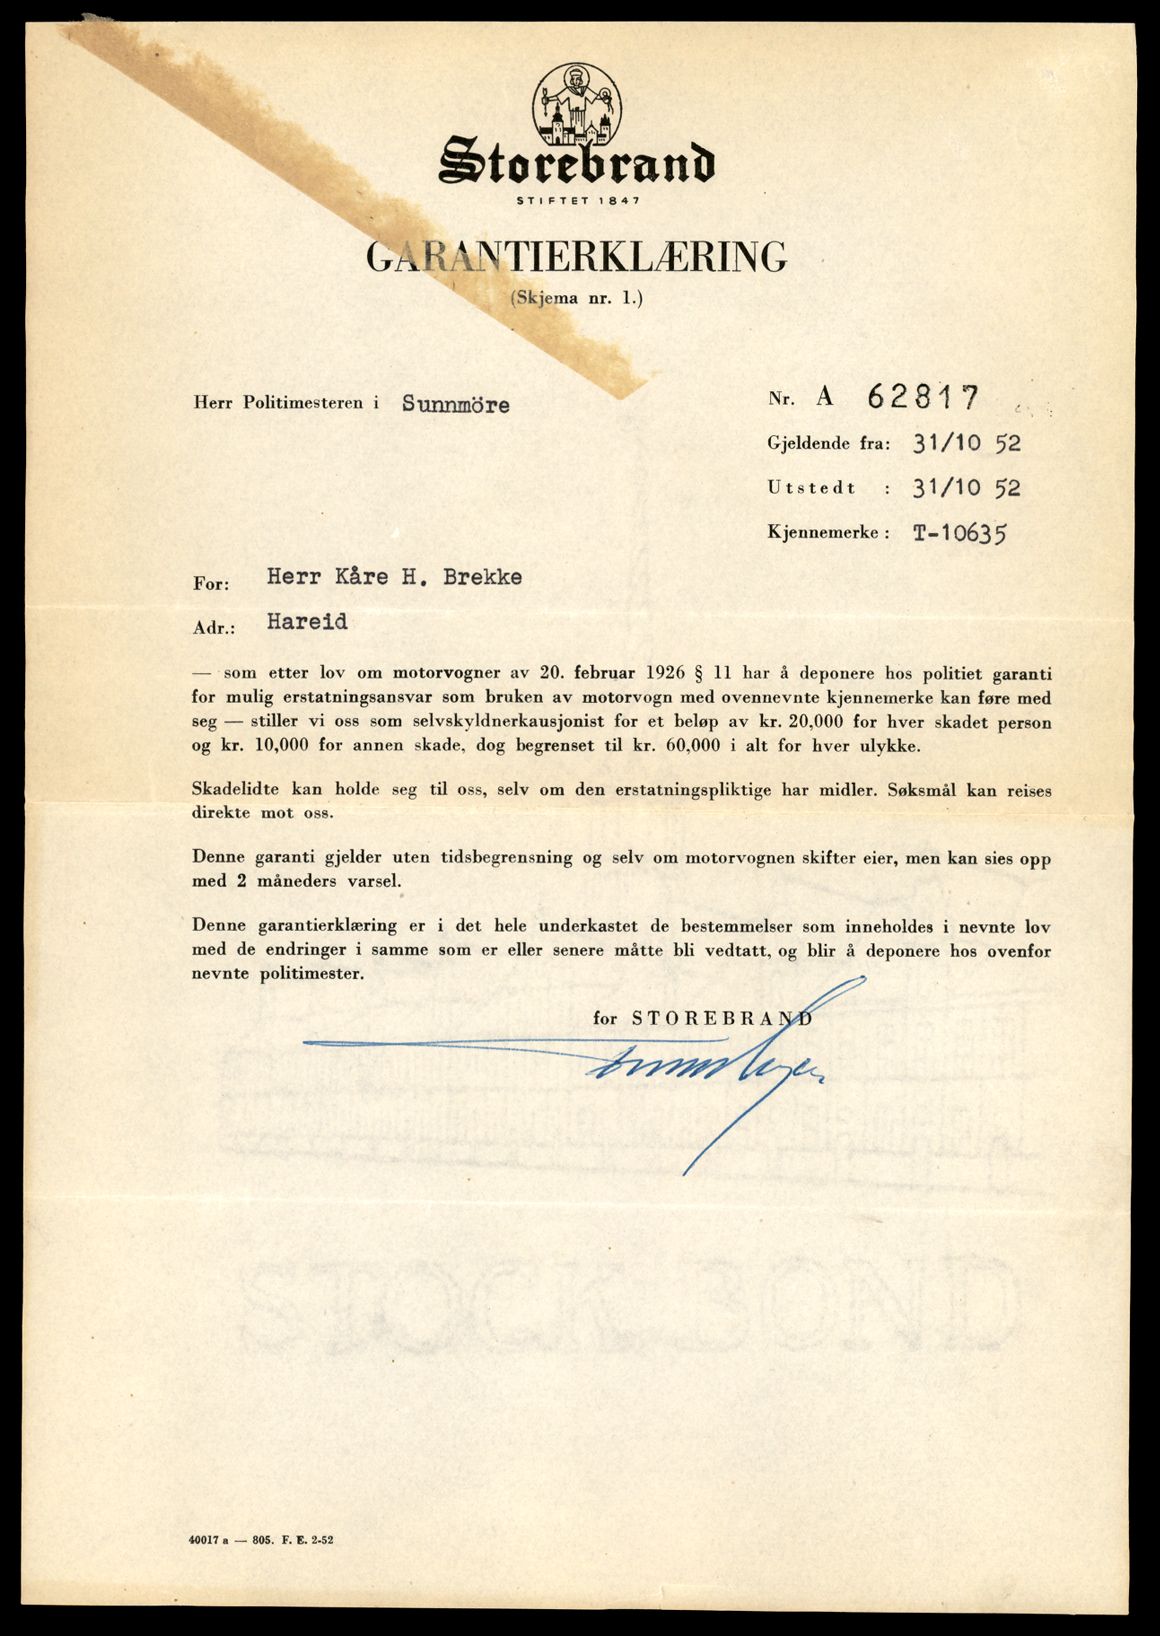 Storebrand
STIFTET 1847
GARANTIERKLÆRING
(Skjema nr. 1.)
Herr Politimesteren i Sunnmöre
Nr. A 62817
Gjeldende fra: 31/10 52
Utstedt : 31/10 52
Kjennemerke: T-10635
For: Herr Kåre H. Brekke
Adr.: Hareid
— som etter lov om motorvogner av 20. februar 1926 § 11 har å deponere hos politiet garanti
for mulig erstatningsansvar som bruken av motorvogn med ovennevnte kjennemerke kan føre med
seg — stiller vi oss som selvskyldnerkausjonist for et beløp av kr. 20,000 for hver skadet person
og kr. 10,000 for annen skade, dog begrenset til kr. 60,000 i alt for hver ulykke.
Skadelidte kan holde seg til oss, selv om den erstatningspliktige har midler. Søksmål kan reises
direkte mot oss.
Denne garanti gjelder uten tidsbegrensning og selv om motorvognen skifter eier, men kan sies opp
med 2 måneders varsel.
Denne garantierklæring er i det hele underkastet de bestemmelser som inneholdes i nevnte lov
med de endringer i samme som er eller senere måtte bli vedtatt, og blir å deponere hos ovenfor
nevnte politimester.
for STOREBRAND
40017 a — 805. F. E. 2-52